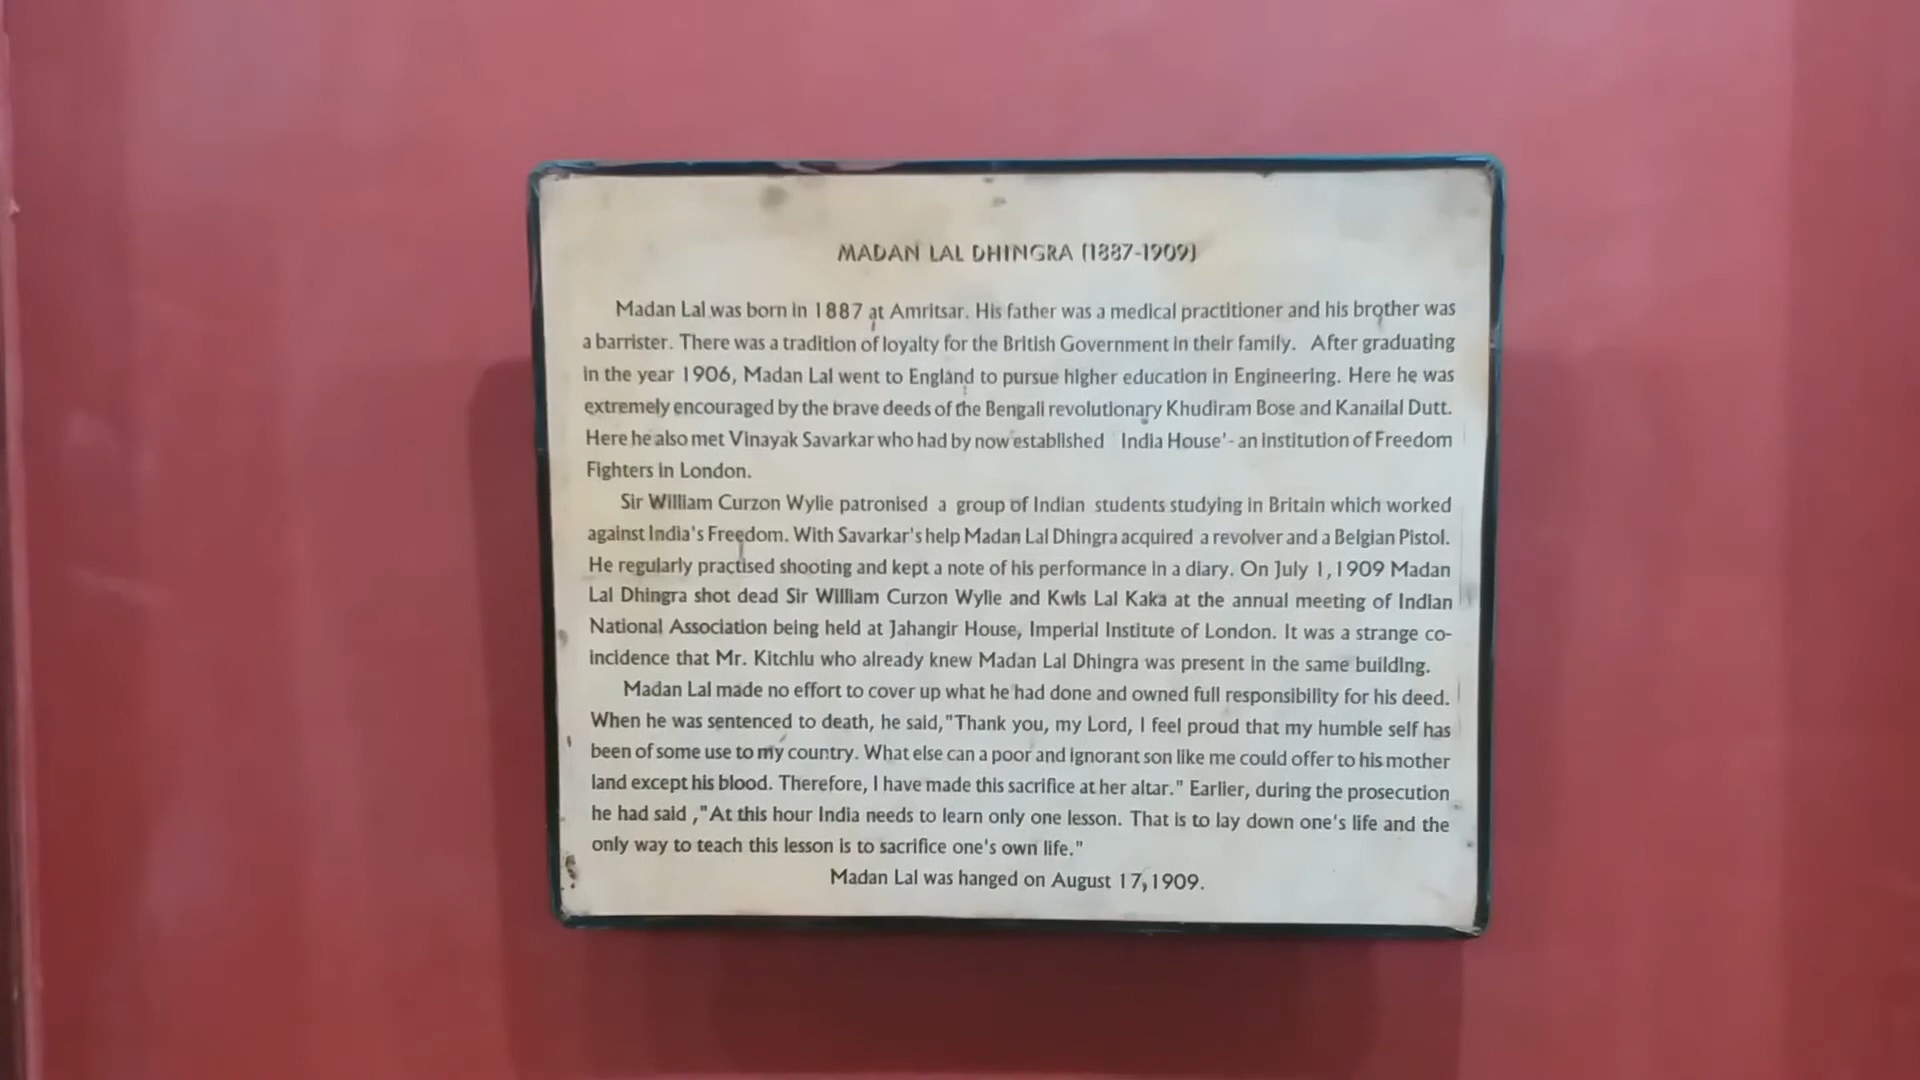 MADAN LAL DHINGRA (1887-1909)
Madan Lal was born in 1887 at Amritsar. His father was a medical practitioner and his brother was
a barrister. There was a tradition of loyalty for the British Government in their family. After graduating
in the year 1906, Madan Lal went to England to pursue higher education in Engineering. Here he was
extremely encouraged by the brave deeds of the Bengali revolutionary Khudiram Bose and Kanailal Dutt.
Here he also met Vinayak Savarkar who had by now established India House'- an institution of Freedom
Fighters in London.
Sir William Curzon Wylie patronised a group of Indian students studying in Britain which worked
against India's Freedom. With Savarkar's help Madan Lal Dhingra acquired a revolver and a Belgian Pistol.
He regularly practised shooting and kept a note of his performance in a diary. On July 1,1909 Madan
Lal Dhingra shot dead Sir William Curzon Wylie and Kwis Lal Kaka at the annual meeting of Indian
National Association being held at Jahangir House, Imperial Institute of London. It was a strange co-
incidence that Mr. Kitchlu who already knew Madan Lal Dhingra was present in the same building.
Madan Lal made no effort to cover up what he had done and owned full responsibility for his deed.
When he was sentenced to death, he said,"Thank you, my Lord, I feel proud that my humble self has
been of some use to my country. What else can a poor and ignorant son like me could offer to his mother
land except his blood. Therefore, I have made this sacrifice at her altar." Earlier, during the prosecution
he had said ,"At this hour India needs to learn only one lesson. That is to lay down one's life and the
only way to teach this lesson is to sacrifice one's own life."
Madan Lal was hanged on August 17,1909.